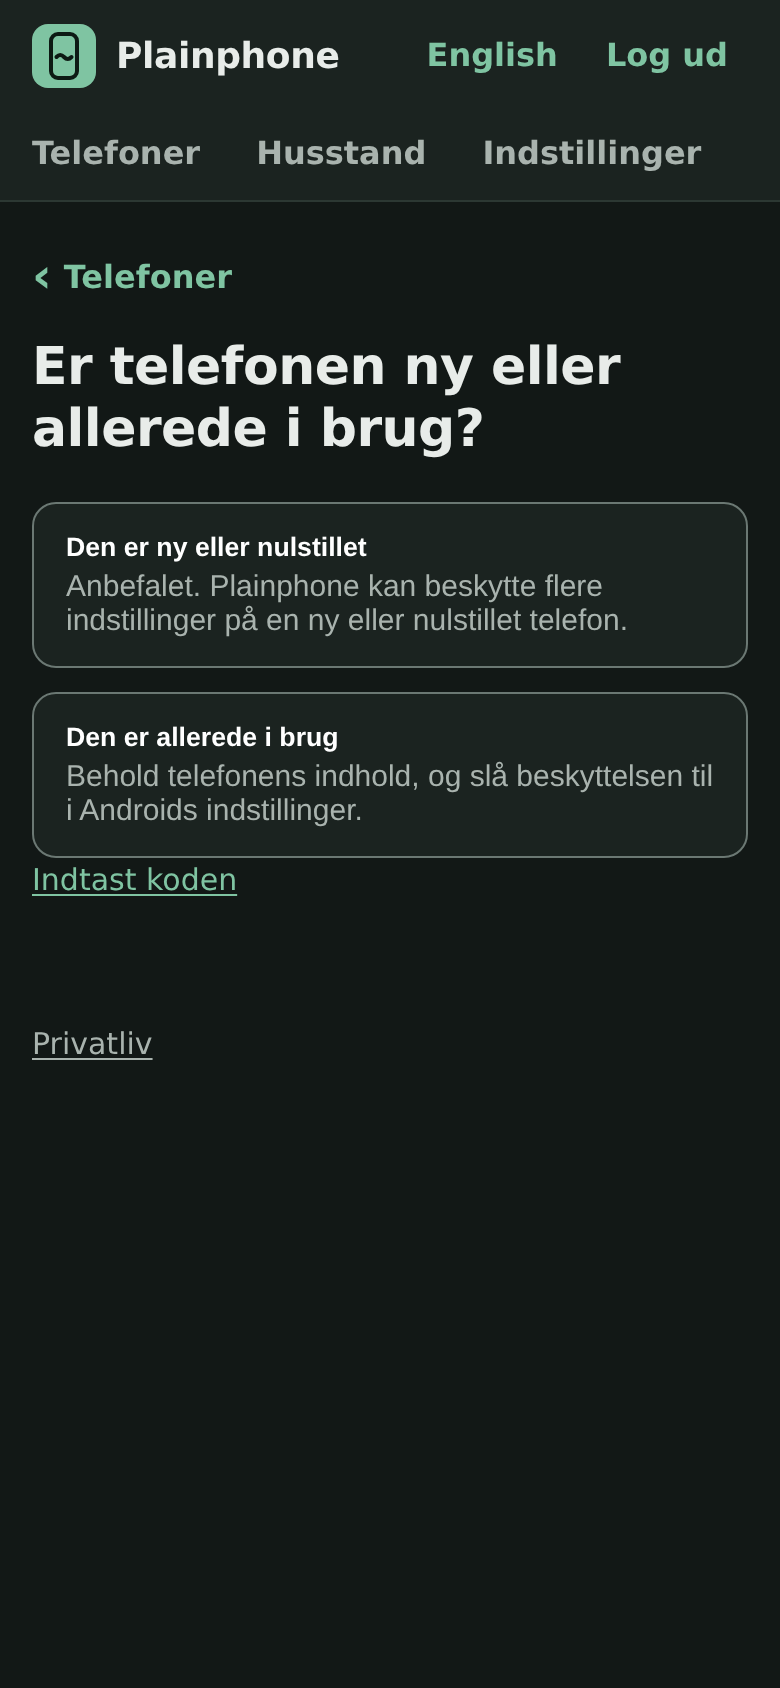 Plainphone
English
Log ud
Telefoner
Husstand
Indstillinger
‹ Telefoner
Er telefonen ny eller
allerede i brug?
Den er ny eller nulstillet
Anbefalet. Plainphone kan beskytte flere
indstillinger på en ny eller nulstillet telefon.
Den er allerede i brug
Behold telefonens indhold, og slå beskyttelsen til
i Androids indstillinger.
Indtast koden
Privatliv